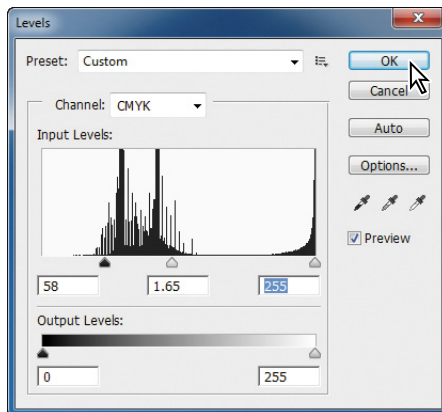 Levels
Preset: Custom
OK
Cancel
Channel: CMYK
Auto
Input Levels:
Options...
Preview
58 1.65 255
Output Levels:
0 255